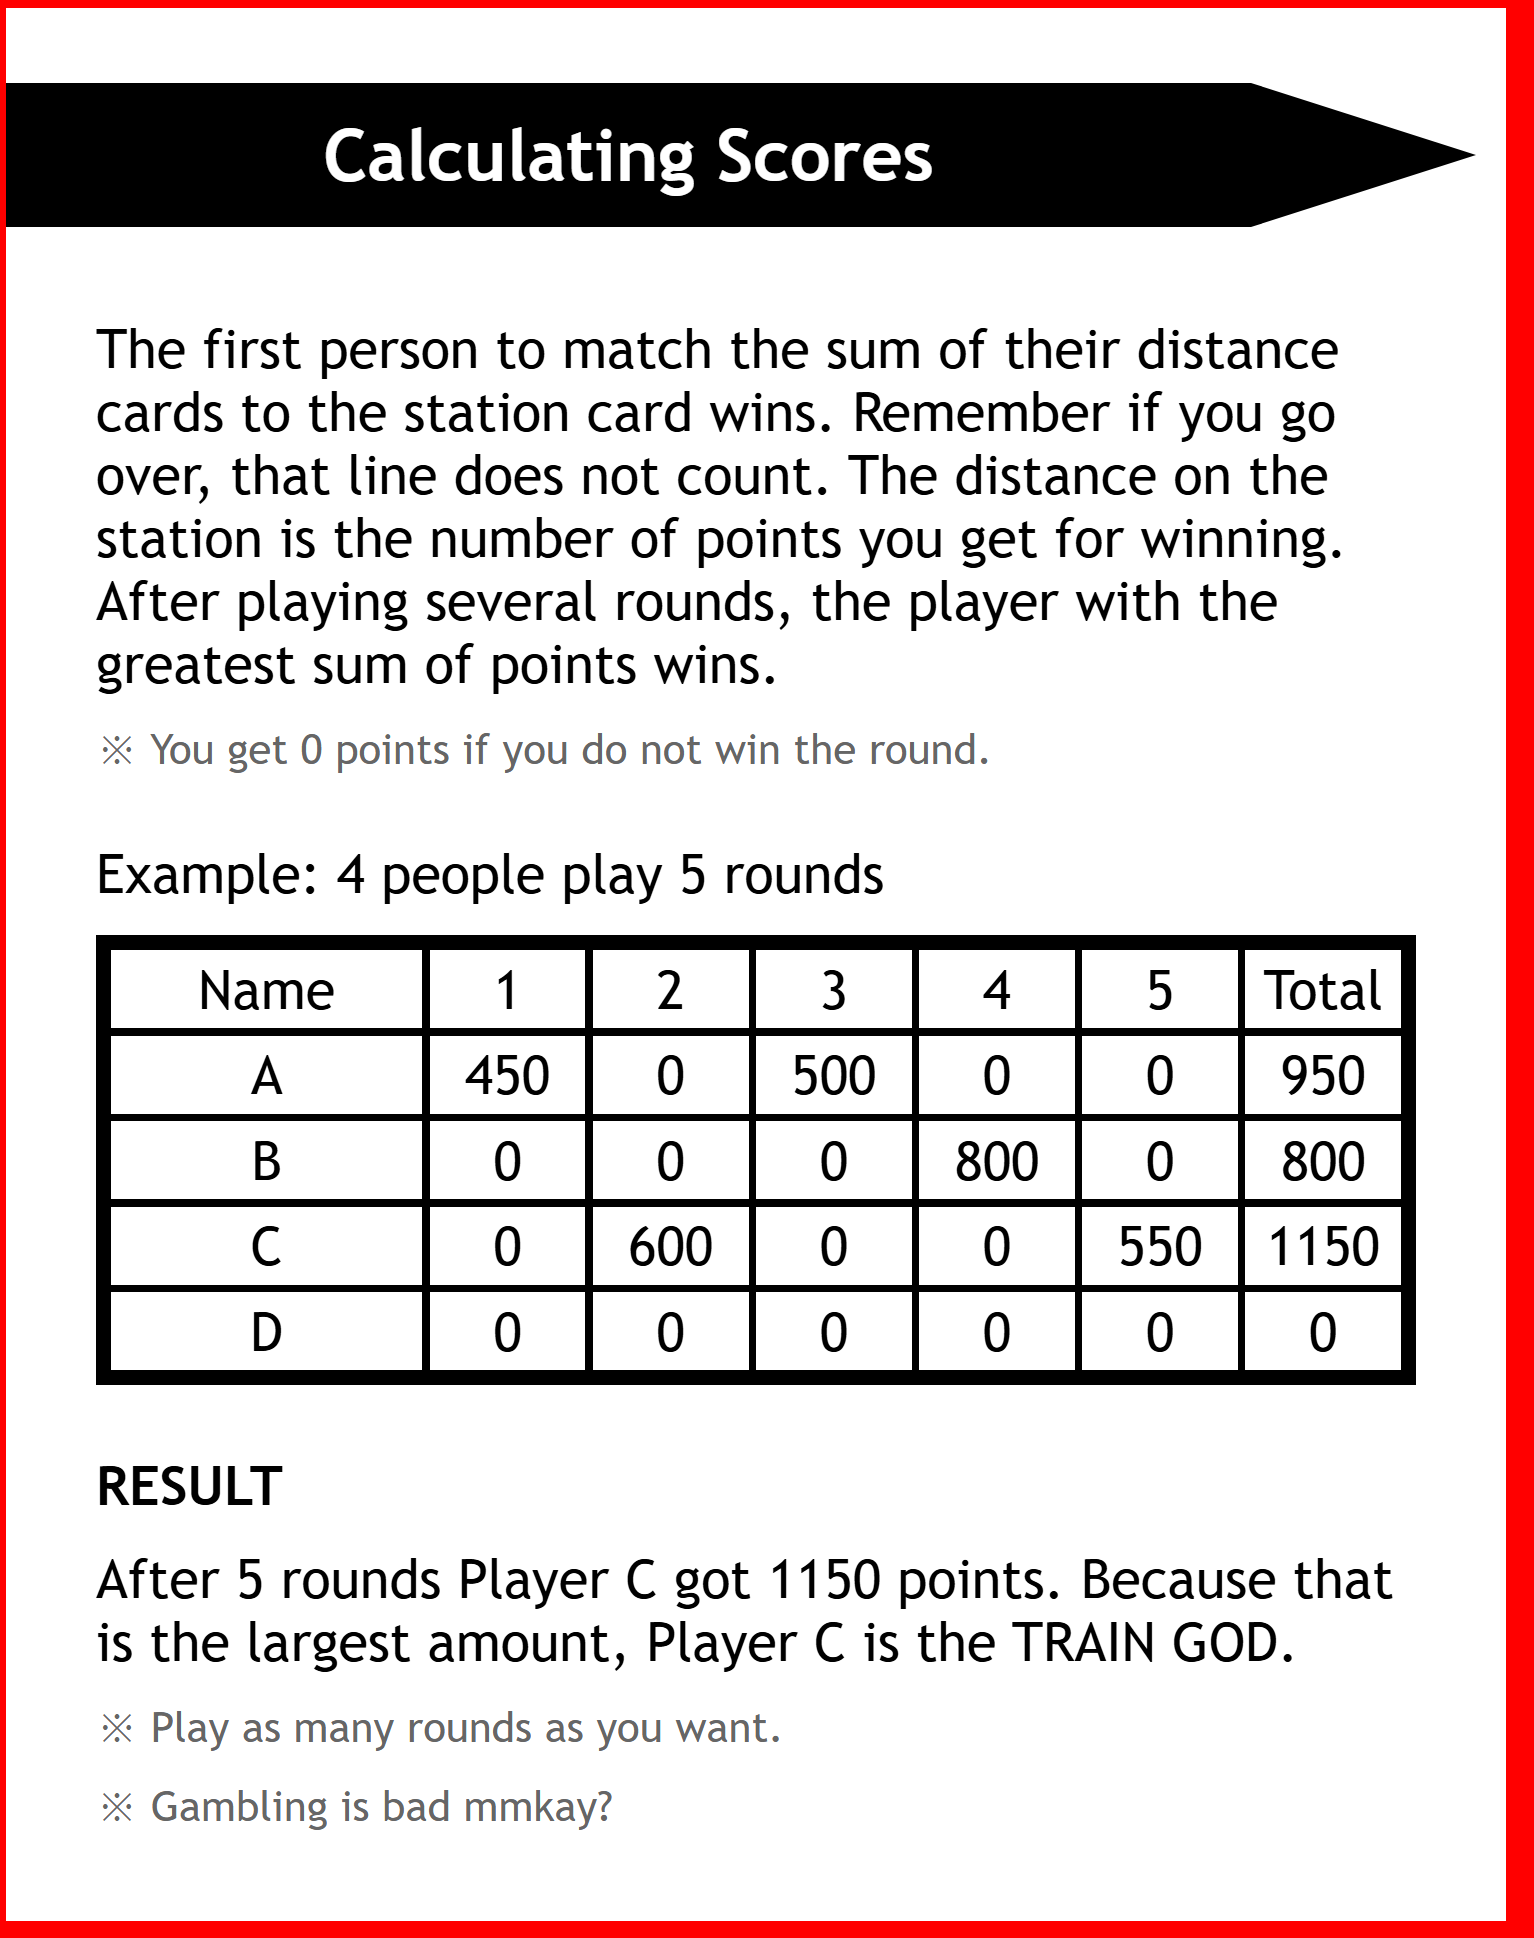 Calculating Scores
The first person to match the sum of their distance
cards to the station card wins. Remember if you go
over, that line does not count. The distance on the
station is the number of points you get for winning.
After playing several rounds, the player with the
greatest sum of points wins.
※ You get 0 points if you do not win the round.
Example: 4 people play 5 rounds
Name 1 2 3 4 5 Total
A 450 0 500 0 0 950
B 0 0 0 800 0 800
C 0 600 0 0 550 1150
D 0 0 0 0 0 0
RESULT
After 5 rounds Player C got 1150 points. Because that
is the largest amount, Player C is the TRAIN GOD.
※ Play as many rounds as you want.
※ Gambling is bad mmkay?